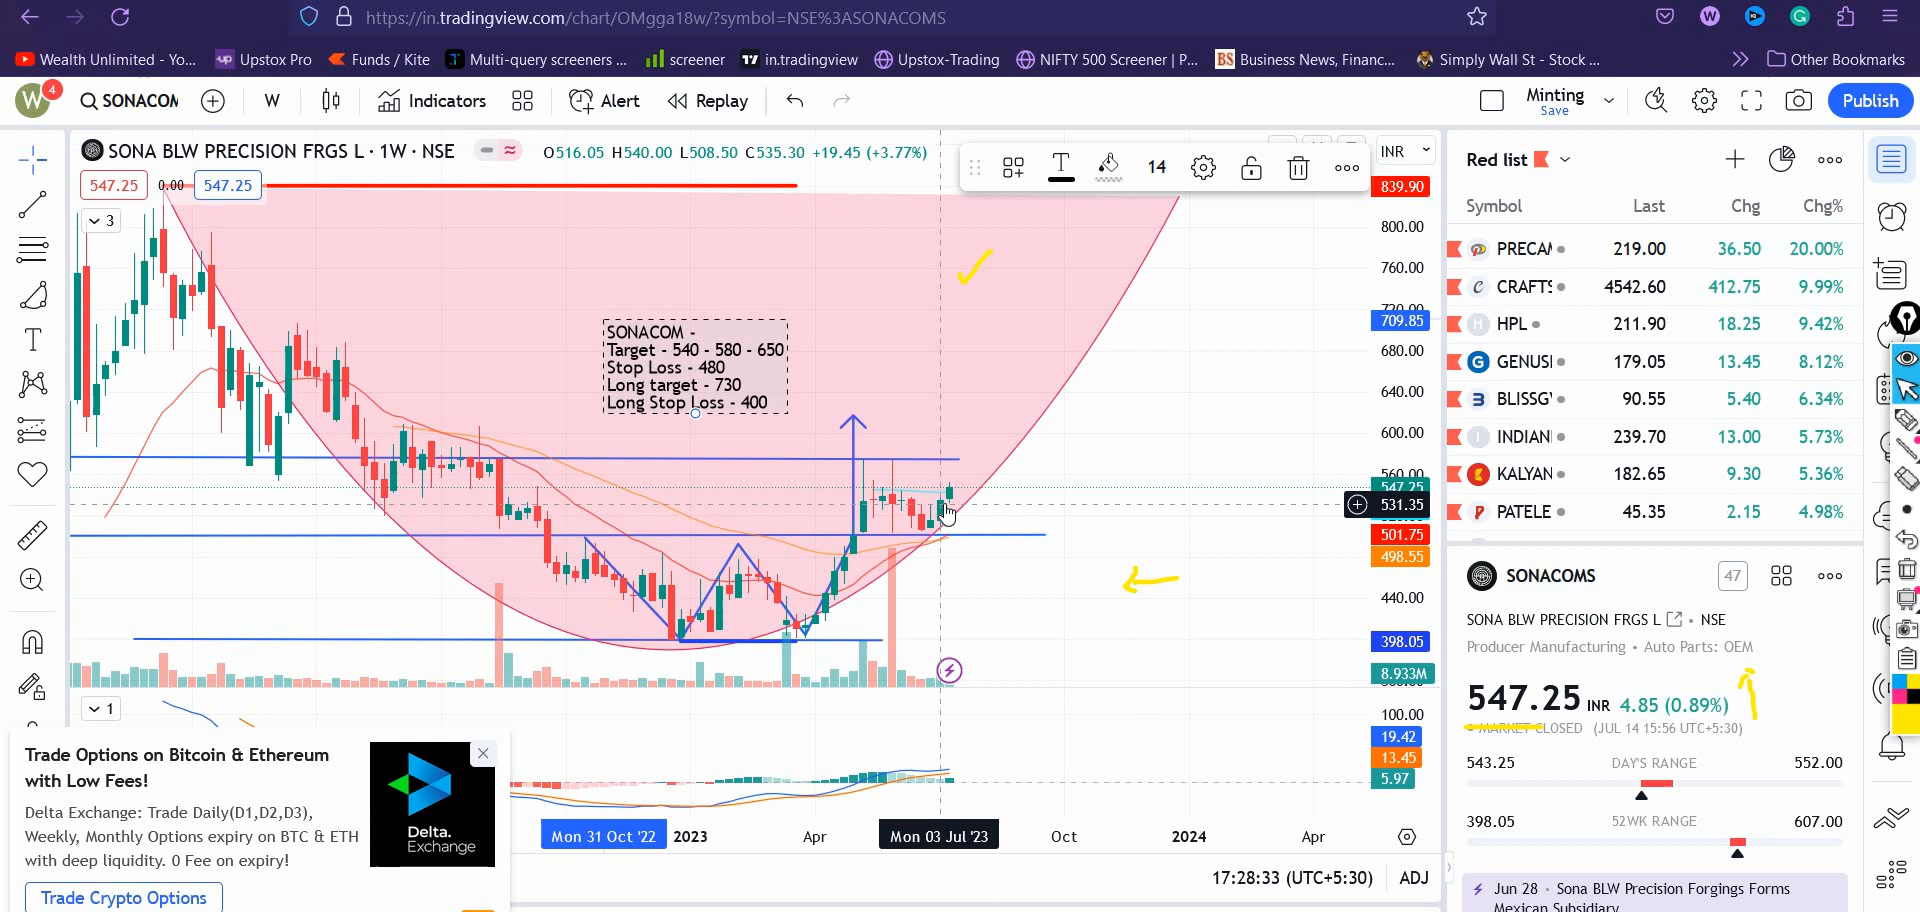 https://in.tradingview.com/chart/OMgga18w/?symbol=NSE%3ASONACOMS
Wealth Unlimited - Yo...
Upstox Pro
Funds / Kite
Multi-query screeners ...
screener
in.tradingview
Upstox-Trading
NIFTY 500 Screener | P...
Business News, Financ...
Simply Wall St - Stock ...
Other Bookmarks
W 4
SONACOM
W
Indicators
Alert
Replay
Minting
Save
Publish
SONA BLW PRECISION FRGS L · 1W · NSE
O516.05 H540.00 L508.50 C535.30 +19.45 (+3.77%)
547.25 0.00 547.25
3
14
INR
839.90
800.00
760.00
709.85
680.00
640.00
600.00
560.00
547.25
531.35
501.75
498.55
440.00
398.05
8.933M
SONACOM -
Target - 540 - 580 - 650
Stop Loss - 480
Long target - 730
Long Stop Loss - 400
1
100.00
19.42
13.45
5.97
Mon 31 Oct '22
2023
Apr
Mon 03 Jul '23
Oct
2024
Apr
17:28:33 (UTC+5:30)
ADJ
Trade Options on Bitcoin & Ethereum
with Low Fees!
Delta Exchange: Trade Daily(D1,D2,D3),
Weekly, Monthly Options expiry on BTC & ETH
with deep liquidity. 0 Fee on expiry!
Trade Crypto Options
Delta.
Exchange
Red list
Symbol Last Chg Chg%
PRECAM 219.00 36.50 20.00%
CRAFTS 4542.60 412.75 9.99%
HPL 211.90 18.25 9.42%
GENUSI 179.05 13.45 8.12%
BLISSGV 90.55 5.40 6.34%
INDIANI 239.70 13.00 5.73%
KALYAN 182.65 9.30 5.36%
PATELE 45.35 2.15 4.98%
SONACOMS
47
SONA BLW PRECISION FRGS L · NSE
Producer Manufacturing • Auto Parts: OEM
547.25 INR 4.85 (0.89%)
MARKET CLOSED (JUL 14 15:56 UTC+5:30)
543.25 DAY'S RANGE 552.00
398.05 52WK RANGE 607.00
Jun 28 · Sona BLW Precision Forgings Forms
Mexican Subsidiary